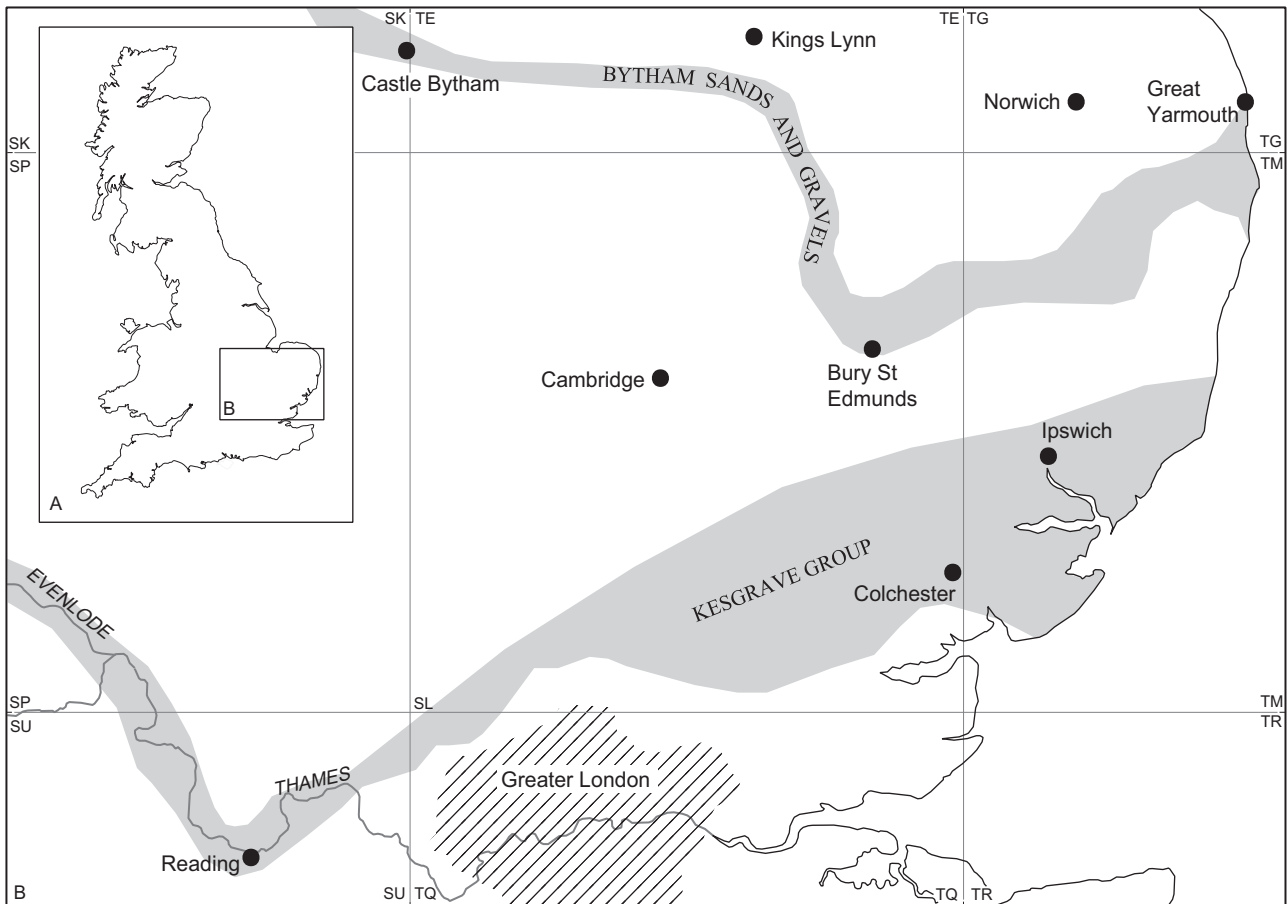 SK TE
TE TG
Kings Lynn
Castle Bytham
BYTHAM SANDS AND GRAVELS
Norwich
Great
Yarmouth
SK
SP
TG
TM
A
B
Cambridge
Bury St
Edmunds
Ipswich
KESGRAVE GROUP
Colchester
EVENLODE
SP
SU
SL
TM
TR
THAMES
Greater London
Reading
B
SU TQ
TQ TR